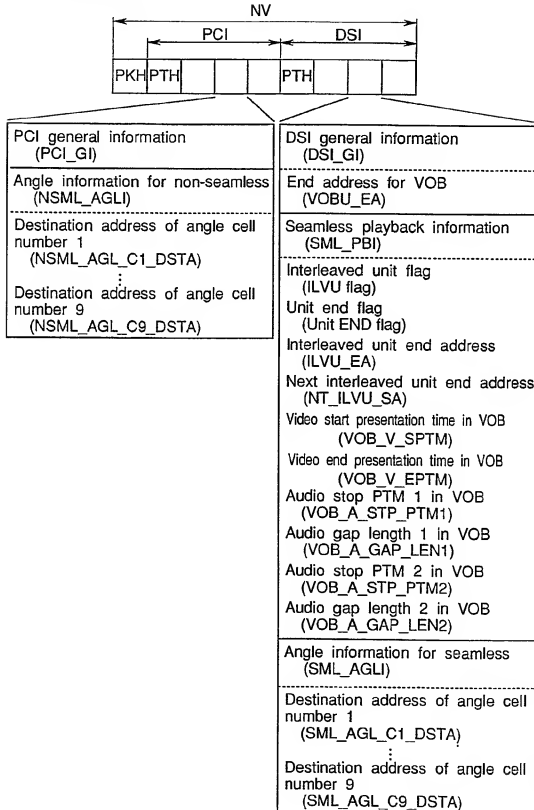 NV
PCI
DSI
PKH PTH PTH
PCI general information
(PCI_GI)
Angle information for non-seamless
(NSML_AGLI)
Destination address of angle cell
number 1
(NSML_AGL_C1_DSTA)
⋮
Destination address of angle cell
number 9
(NSML_AGL_C9_DSTA)
DSI general information
(DSI_GI)
End address for VOB
(VOBU_EA)
Seamless playback information
(SML_PBI)
Interleaved unit flag
(ILVU flag)
Unit end flag
(Unit END flag)
Interleaved unit end address
(ILVU_EA)
Next interleaved unit end address
(NT_ILVU_SA)
Video start presentation time in VOB
(VOB_V_SPTM)
Video end presentation time in VOB
(VOB_V_EPTM)
Audio stop PTM 1 in VOB
(VOB_A_STP_PTM1)
Audio gap length 1 in VOB
(VOB_A_GAP_LEN1)
Audio stop PTM 2 in VOB
(VOB_A_STP_PTM2)
Audio gap length 2 in VOB
(VOB_A_GAP_LEN2)
Angle information for seamless
(SML_AGLI)
Destination address of angle cell
number 1
(SML_AGL_C1_DSTA)
⋮
Destination address of angle cell
number 9
(SML_AGL_C9_DSTA)